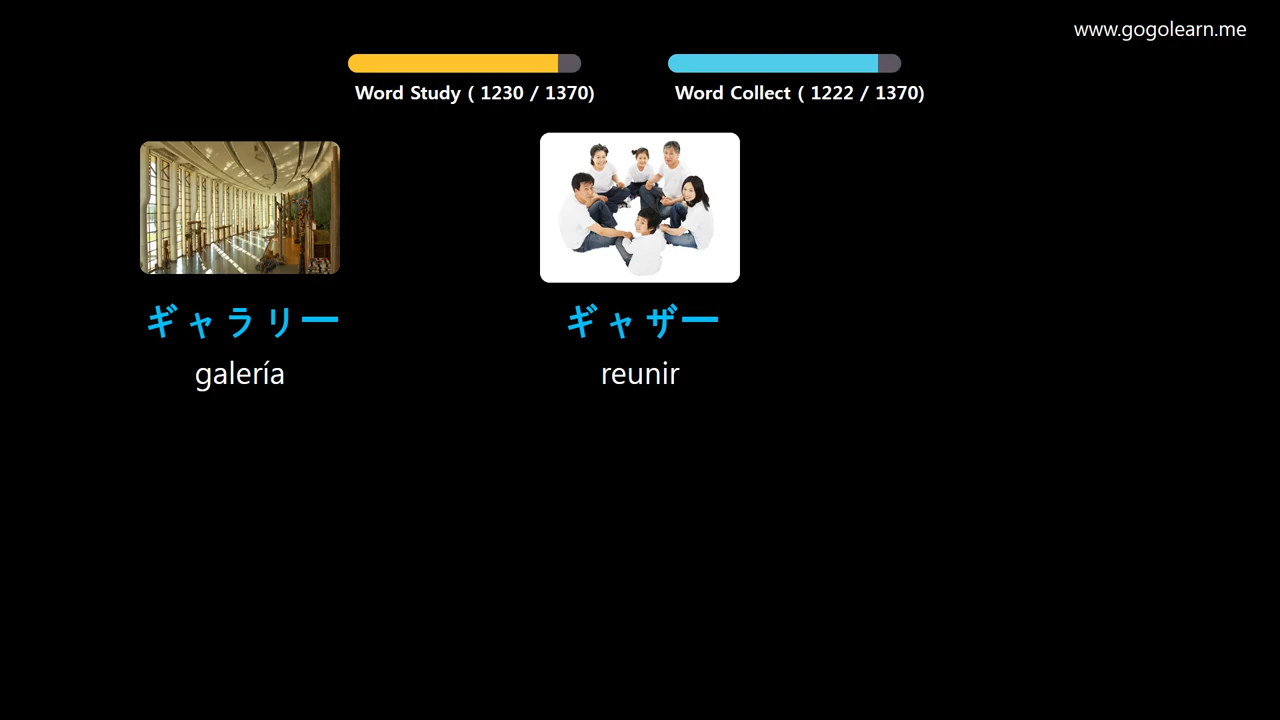 www.gogolearn.me
Word Study ( 1230 / 1370)
Word Collect ( 1222 / 1370)
ギャラリー
ギャザー
galería
reunir